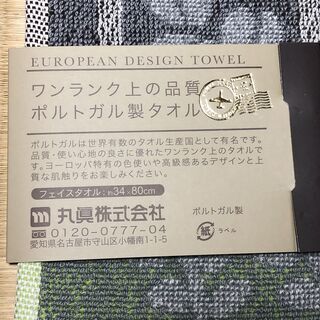 EUROPEAN DESIGN TOWEL
ワンランク上の品質
ポルトガル製タオル
ポルトガルは世界有数のタオル生産国として有名です。
品質・使い心地の良さに優れたワンランク上のタオルで
す。ヨーロッパ特有の色使いや高級感あるデザインと上
質な肌触りをお楽しみください。
フェイスタオル:約34×80cm
丸眞株式会社
0120-0777-04
愛知県名古屋市守山区小幡南1-1-5
ポルトガル製
紙 ラベル